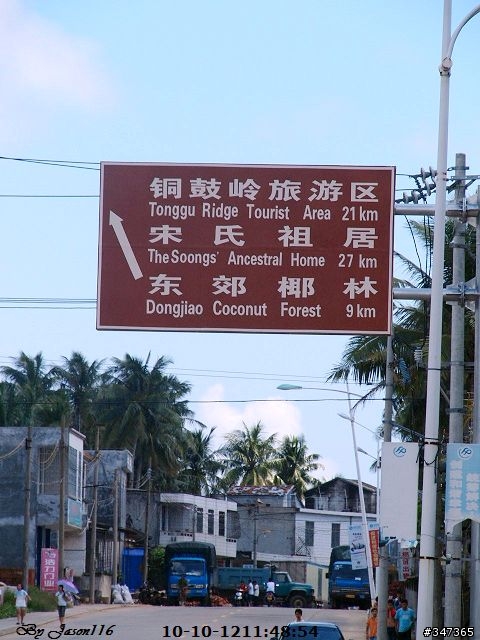 铜鼓岭旅游区
Tonggu Ridge Tourist Area 21 km
宋氏祖居
The Soongs' Ancestral Home 27 km
东郊椰林
Dongjiao Coconut Forest 9 km
By Jason116
10-10-1211:48:54
#347365